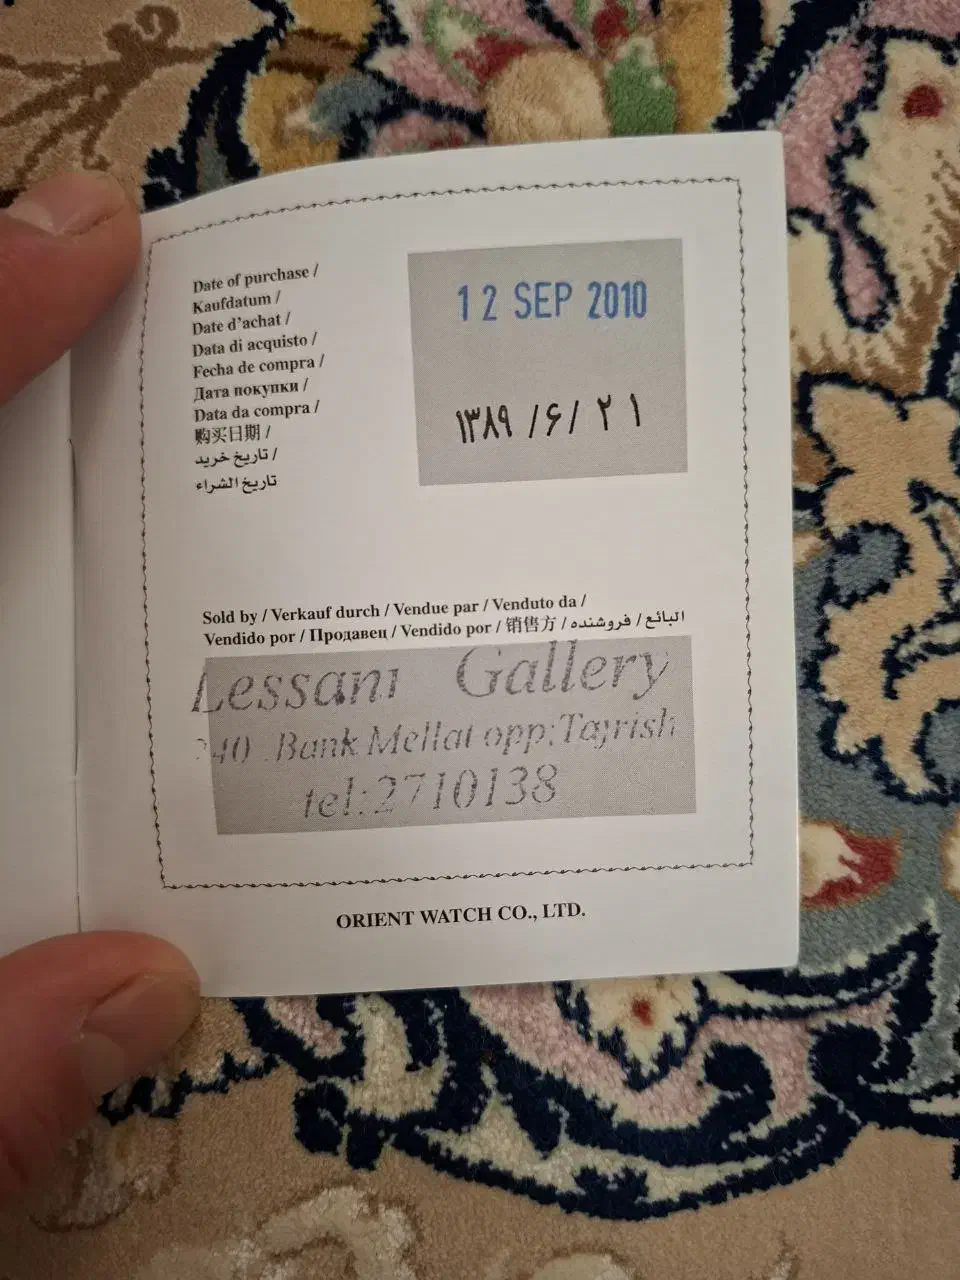 Date of purchase /
Kaufdatum /
Date d'achat /
Data di acquisto /
Fecha de compra /
Дата покупки /
Data da compra /
购买日期 /
تاريخ خريد /
تاريخ الشراء
12 SEP 2010
۱۳۸۹ /۶/ ۲۱
Sold by / Verkauf durch / Vendue par / Venduto da /
Vendido por / Продавец / Vendido por / 销售方 / فروشنده / البائع
Lessani Gallery
Bank Mellat opp:Tajrish
tel:2710138
ORIENT WATCH CO., LTD.